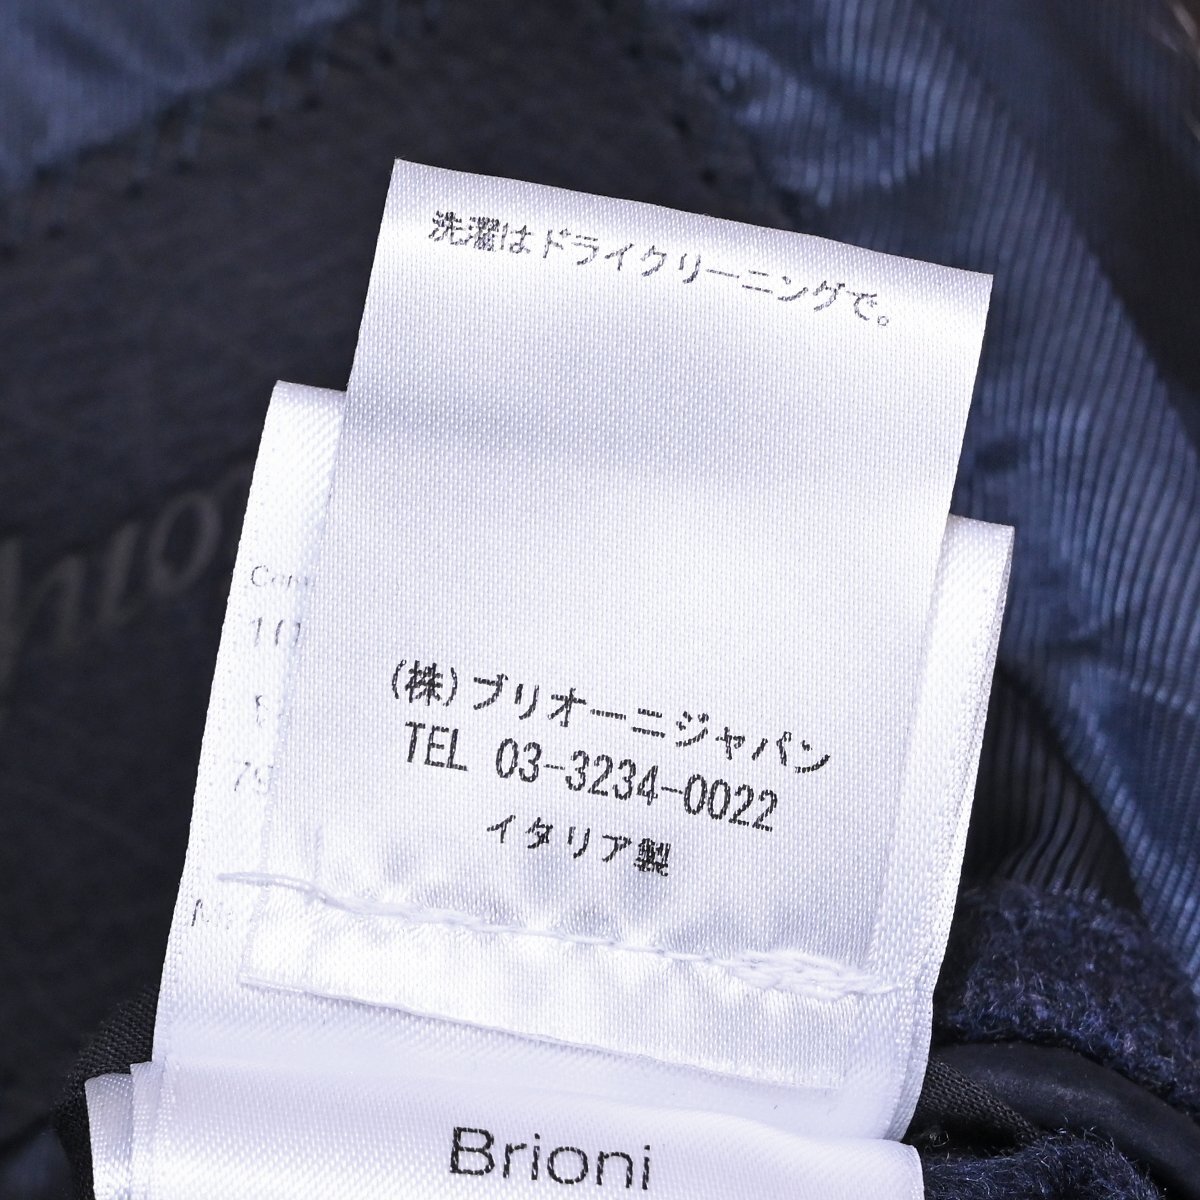 洗濯はドライクリーニングで。
(株)ブリオーニジャパン
TEL 03-3234-0022
イタリア製
Brioni